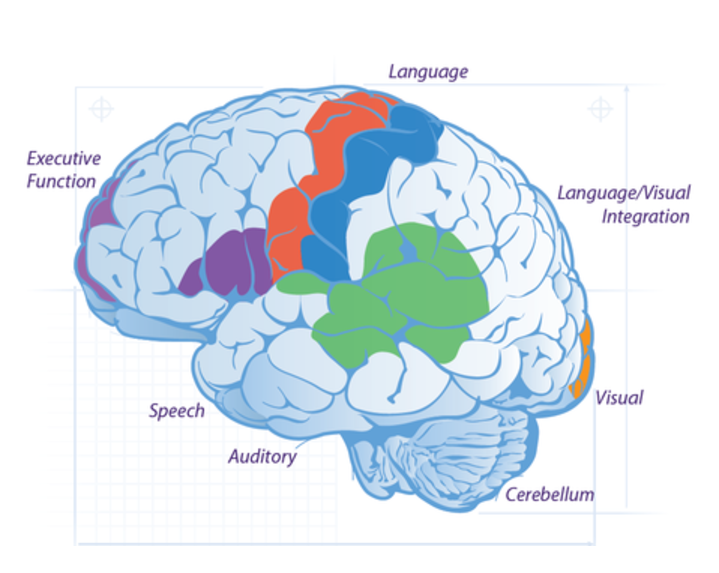 Language
Executive
Function
Language/Visual
Integration
Visual
Speech
Auditory
Cerebellum